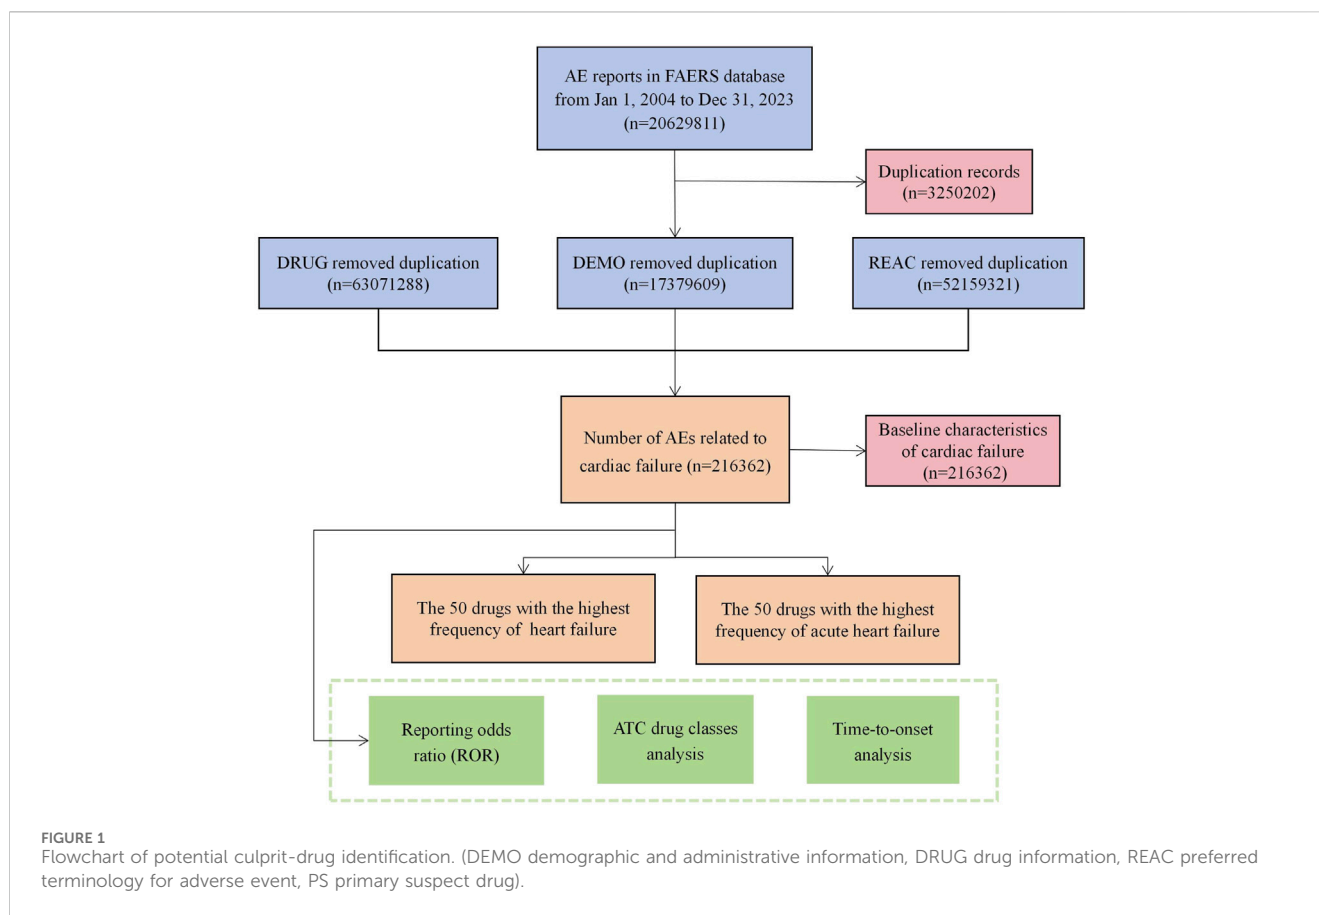 AE reports in FAERS database
from Jan 1, 2004 to Dec 31, 2023
(n=20629811)
Duplication records
(n=3250202)
DRUG removed duplication
(n=63071288)
DEMO removed duplication
(n=17379609)
REAC removed duplication
(n=52159321)
Number of AEs related to
cardiac failure (n=216362)
Baseline characteristics
of cardiac failure
(n=216362)
The 50 drugs with the highest
frequency of heart failure
The 50 drugs with the highest
frequency of acute heart failure
Reporting odds
ratio (ROR)
ATC drug classes
analysis
Time-to-onset
analysis
FIGURE 1
Flowchart of potential culprit-drug identification. (DEMO demographic and administrative information, DRUG drug information, REAC preferred
terminology for adverse event, PS primary suspect drug).